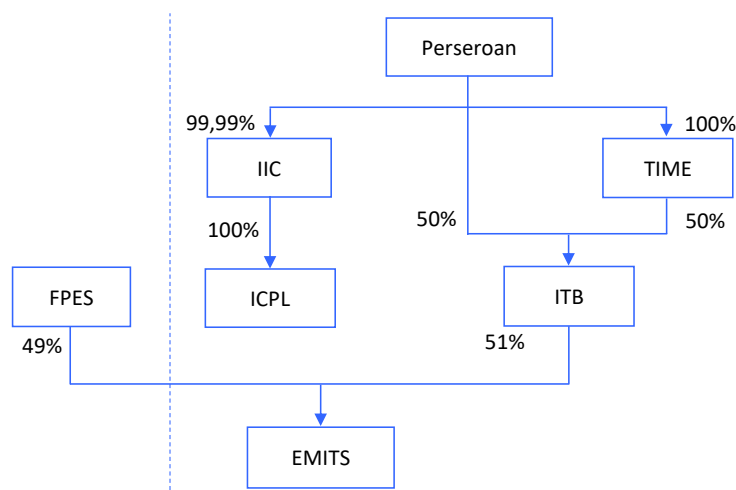 Perseroan
99,99%
100%
IIC
TIME
100%
50%
50%
FPES
ICPL
ITB
49%
51%
EMITS